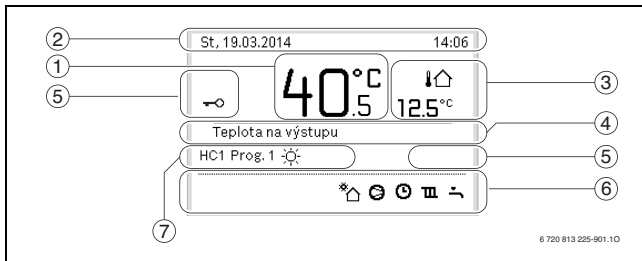 ② St, 19.03.2014 14:06
① 40.5°C
12.5°C ③
⑤
Teplota na výstupu ④
HC1 Prog. 1 ⑤
⑥
⑦
6 720 813 225-901.1O